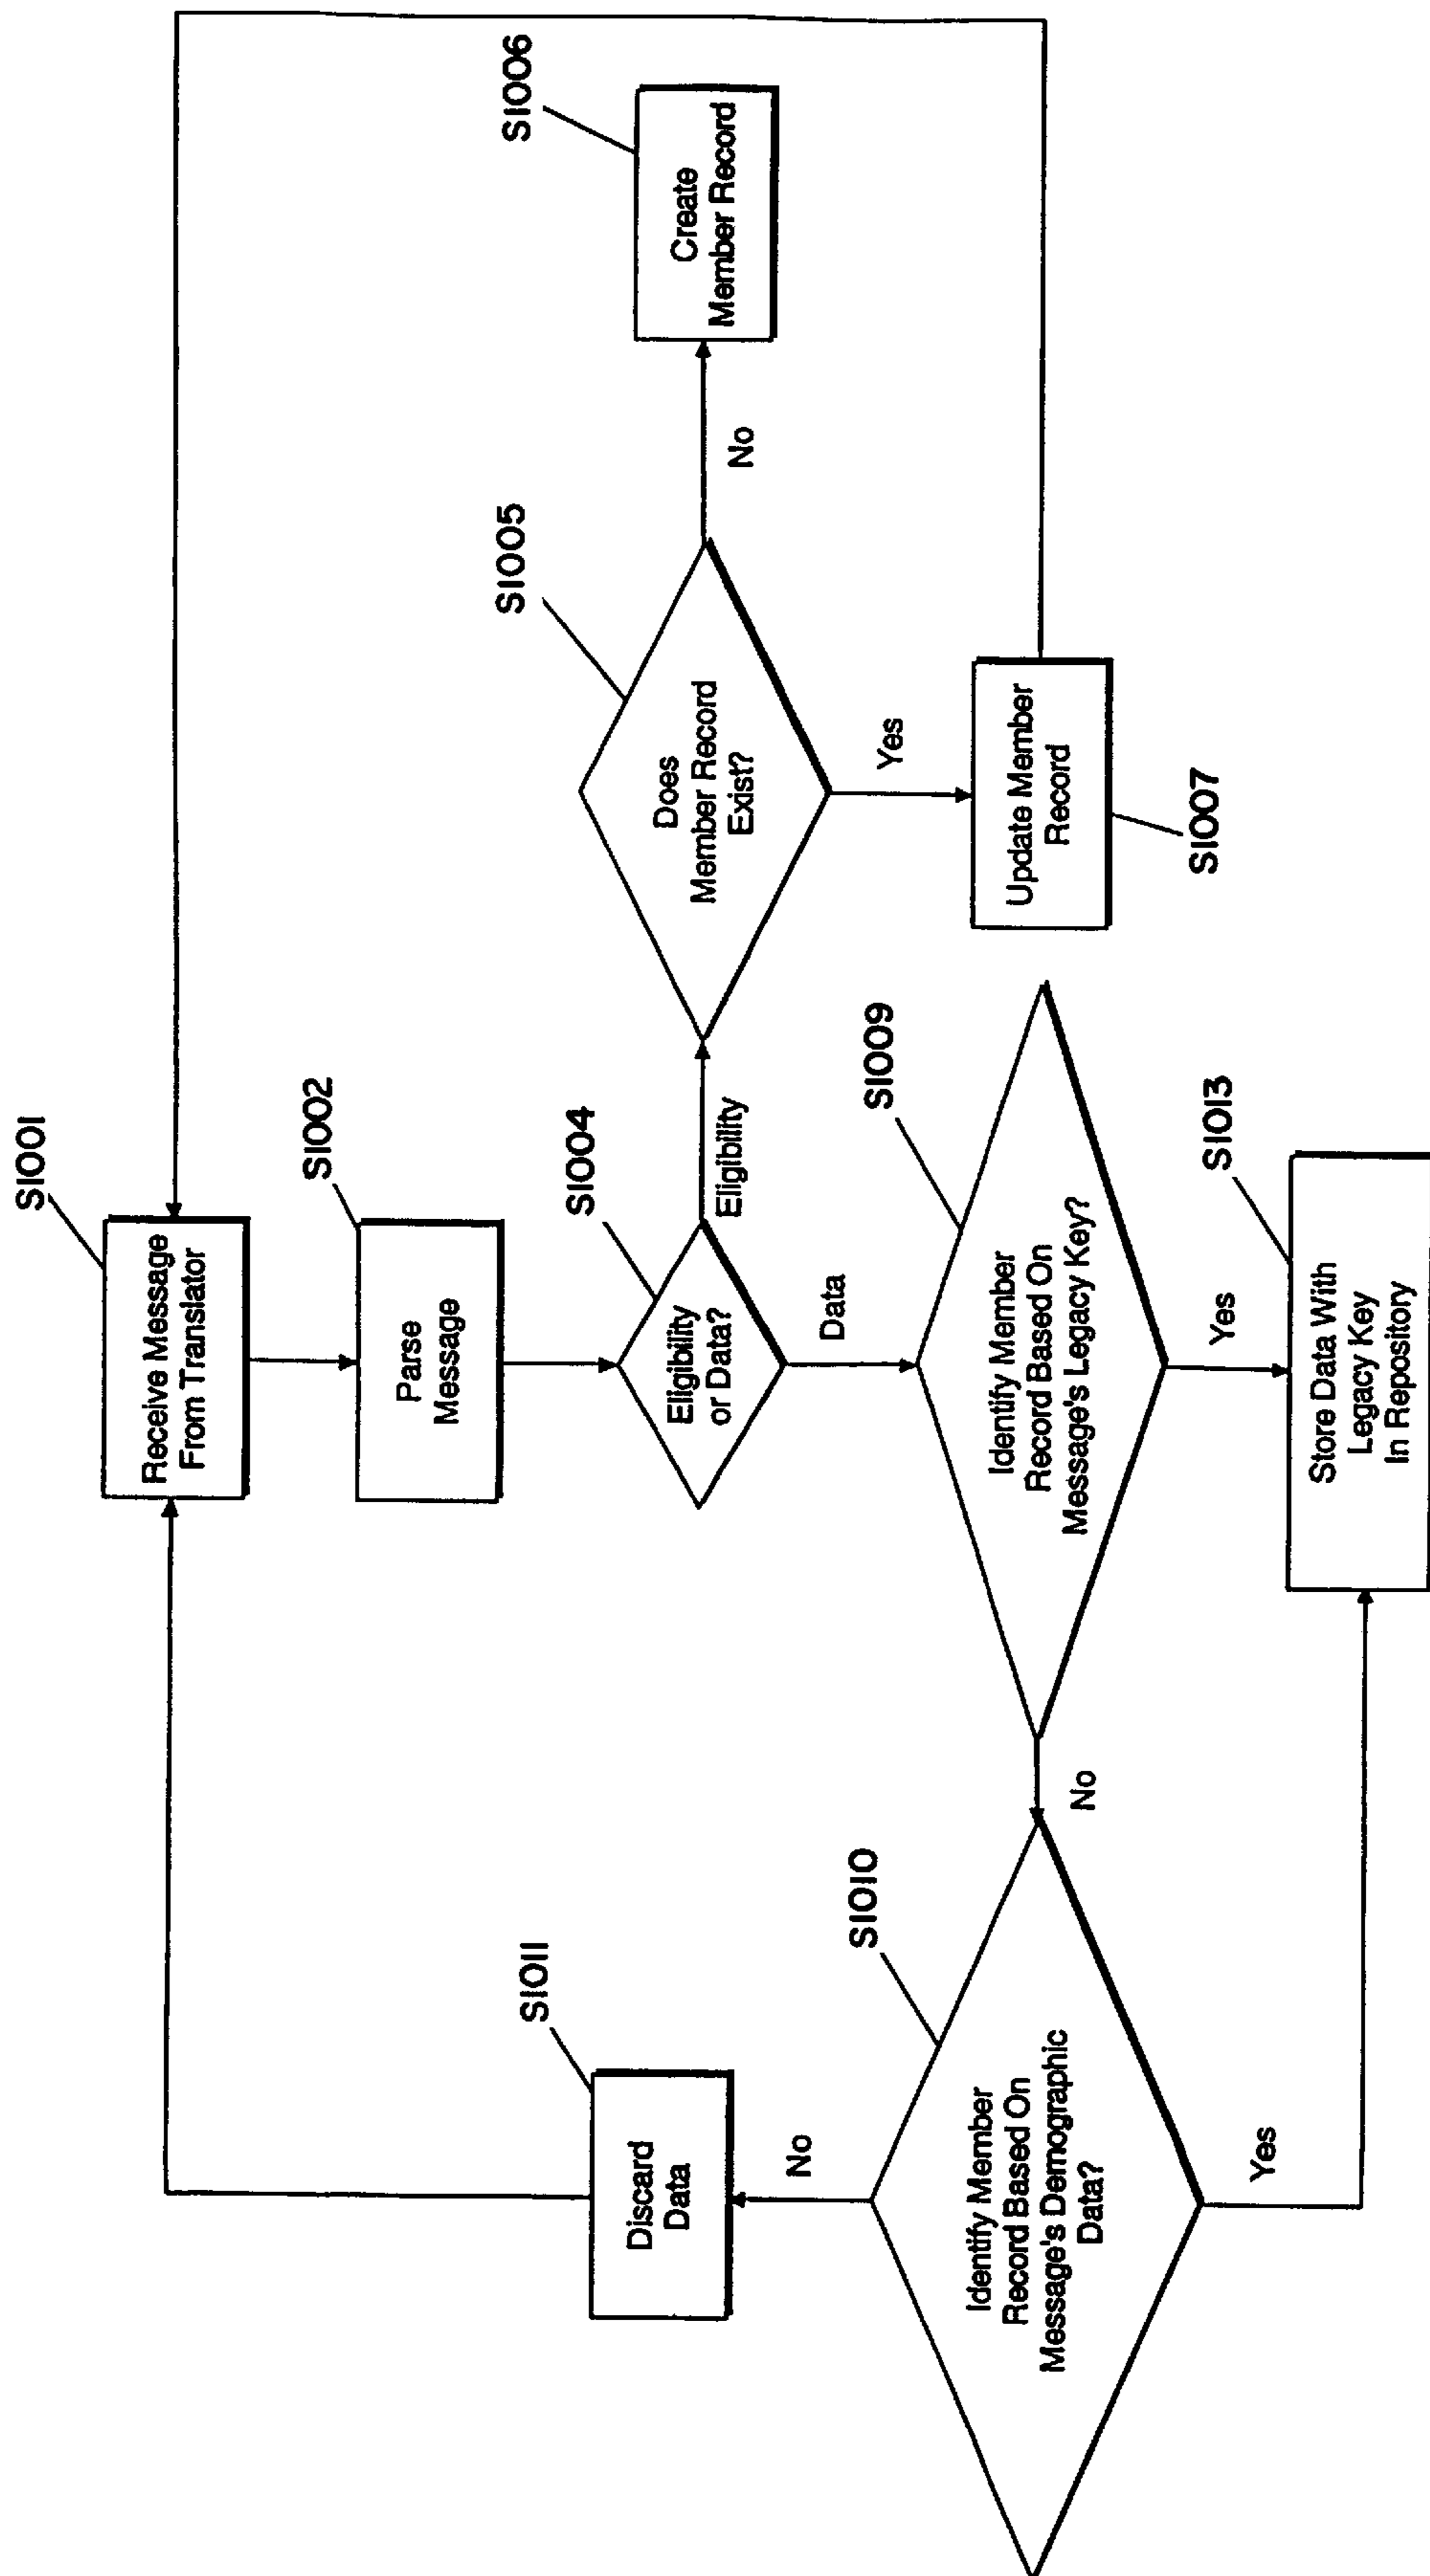 S1001
Receive Message
From Translator
S1002
Parse
Message
S1004
Eligibility
or Data?
Eligibility
S1005
Does
Member Record
Exist?
No
S1006
Create
Member Record
Yes
Update Member
Record
S1007
Data
S1009
Identify Member
Record Based On
Message's Legacy Key?
Yes
S1013
Store Data With
Legacy Key
In Repository
No
S1010
Identify Member
Record Based On
Message's Demographic
Data?
Yes
No
S1011
Discard
Data